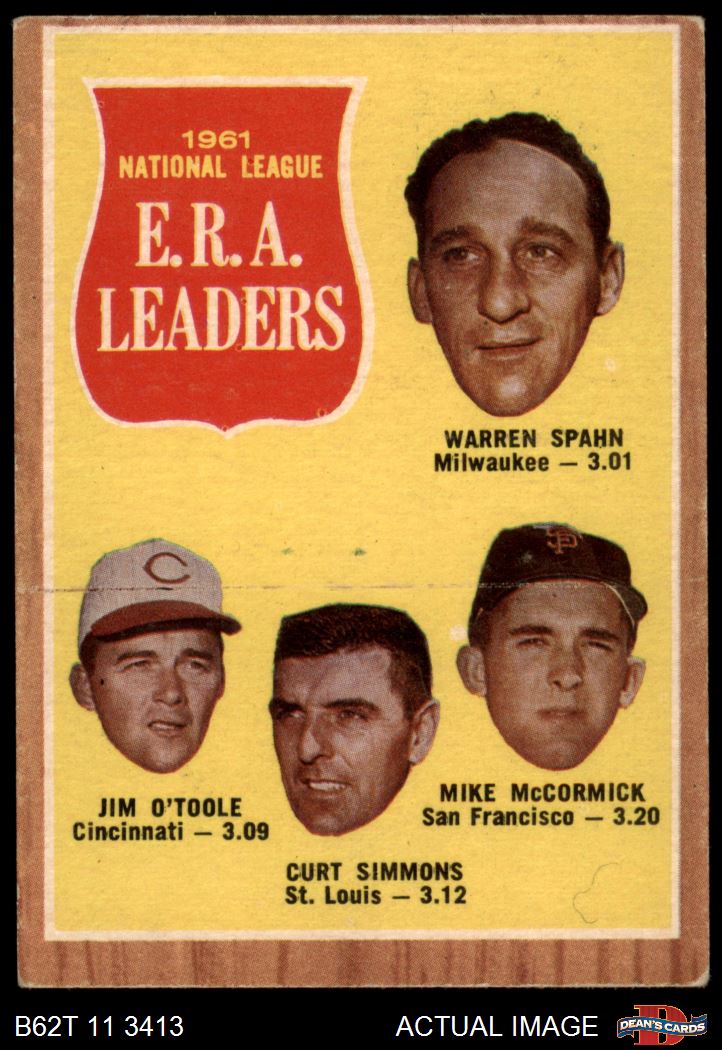 1961
NATIONAL LEAGUE
E.R.A.
LEADERS
WARREN SPAHN
Milwaukee — 3.01
C
SF
JIM O'TOOLE
Cincinnati — 3.09
MIKE McCORMICK
San Francisco — 3.20
CURT SIMMONS
St. Louis — 3.12
B62T 11 3413
ACTUAL IMAGE
D
DEAN'S CARDS